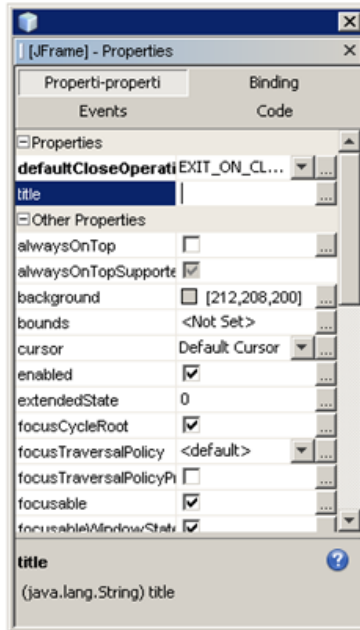 [JFrame] - Properties
Properti-properti Binding
Events Code
Properties
defaultCloseOperati EXIT_ON_CL... ...
title ...
Other Properties
alwaysOnTop ...
alwaysOnTopSupporte
background [212,208,200] ...
bounds <Not Set> ...
cursor Default Cursor ...
enabled ...
extendedState 0 ...
focusCycleRoot ...
focusTraversalPolicy <default> ...
focusTraversalPolicyPr ...
focusable ...
focusableWindowState
title
(java.lang.String) title